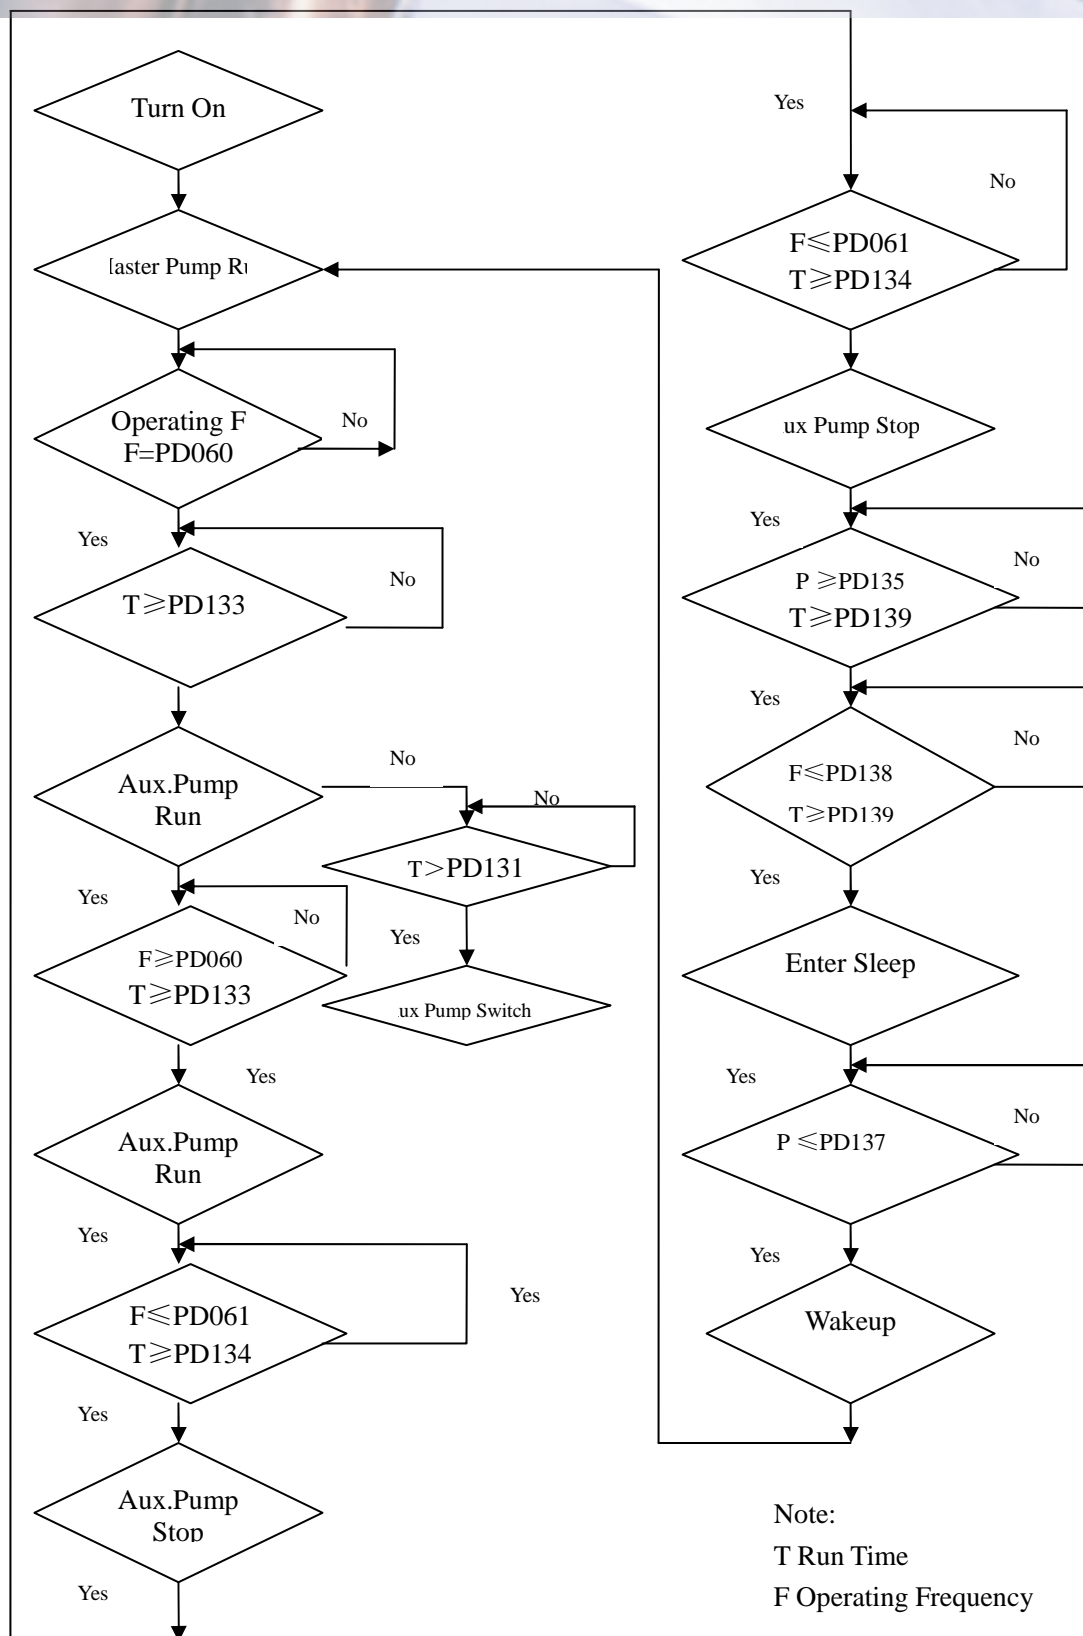 Turn On
Pump
Operating F
No
F=PD060
Yes
No
T≥PD133
No
Aux.Pump
Run
No
T>PD131
Yes
No
F≥PD060
T≥PD133
Yes
Pump Switch
Yes
Aux.Pump
Run
Yes
F≤PD061
T≥PD134
Yes
Yes
Aux.Pump
Stop
Yes
Yes
No
F≤PD061
T≥PD134
Pump Stop
Yes
No
P ≥PD135
T≥PD139
Yes
No
F≤PD138
T≥PD139
Yes
Enter Sleep
Yes
No
P ≤PD137
Yes
Wakeup
Note:
T Run Time
F Operating Frequency